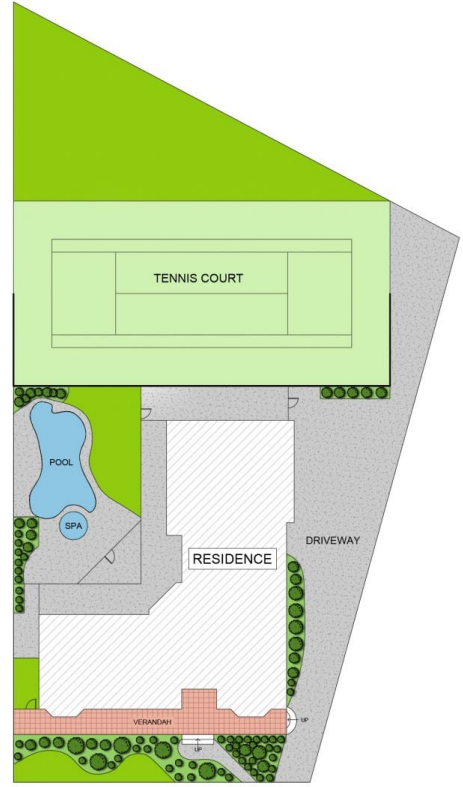 TENNIS COURT
POOL
SPA
DRIVEWAY
RESIDENCE
VERANDAH
UP
UP